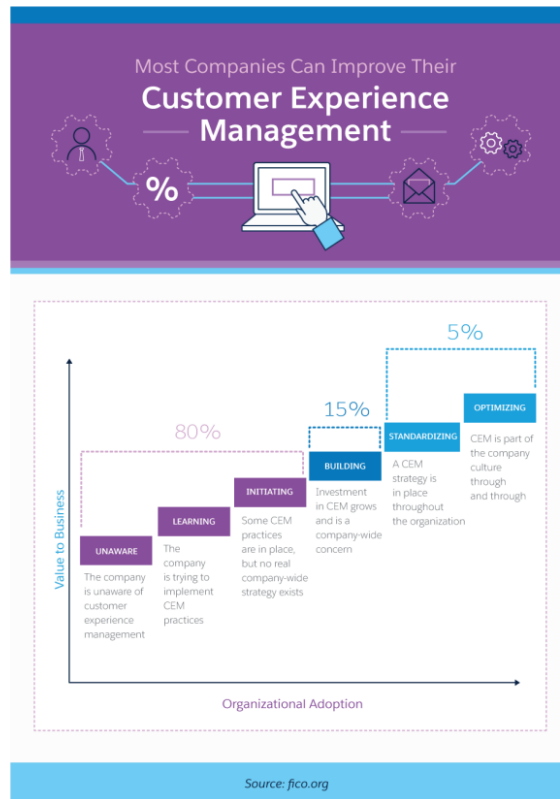 Most Companies Can Improve Their
Customer Experience
Management
%
5%
15%
80%
Value to Business
UNAWARE
The company
is unaware of
customer
experience
management
LEARNING
The
company
is trying to
implement
CEM
practices
INITIATING
Some CEM
practices
are in place,
but no real
company-wide
strategy exists
BUILDING
Investment
in CEM grows
and is a
company-wide
concern
STANDARDIZING
A CEM
strategy is
in place
throughout
the organization
OPTIMIZING
CEM is part of
the company
culture
through
and through
Organizational Adoption
Source: fico.org